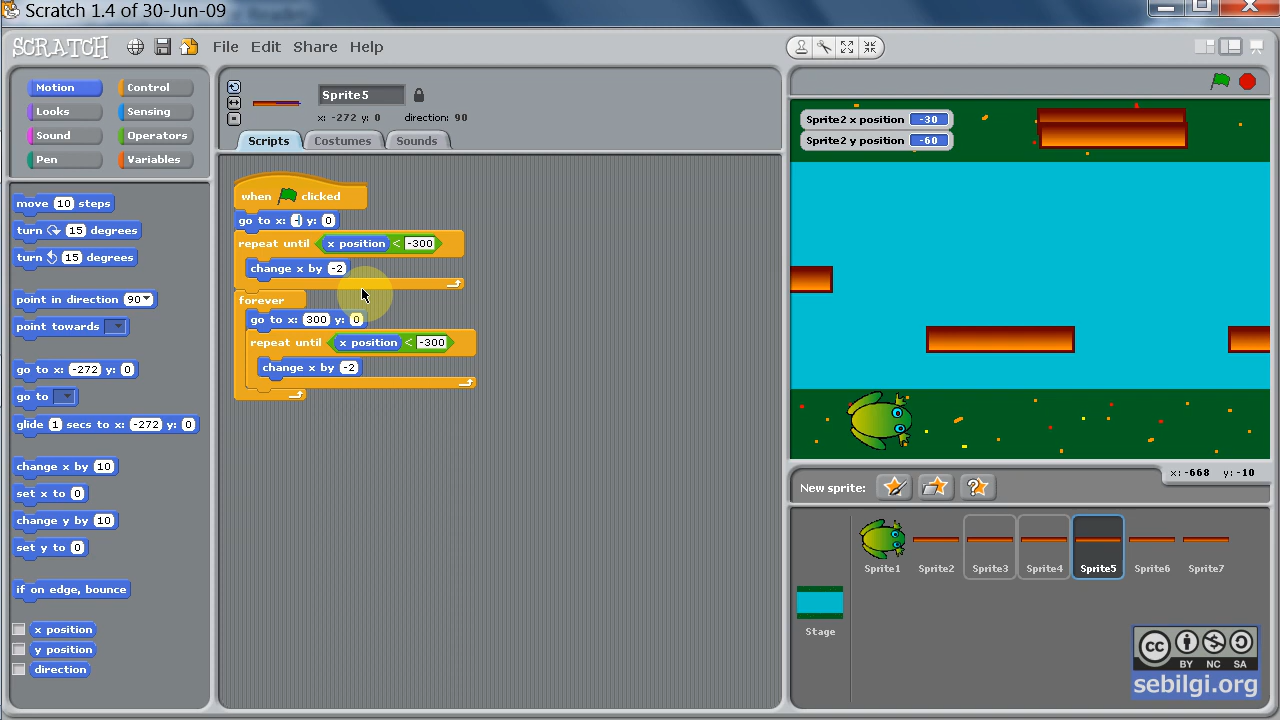 Scratch 1.4 of 30-Jun-09
SCRATCH File Edit Share Help
Motion Control
Looks Sensing
Sound Operators
Pen Variables
move 10 steps
turn 15 degrees
turn 15 degrees
point in direction 90
point towards
go to x: -272 y: 0
go to
glide 1 secs to x: -272 y: 0
change x by 10
set x to 0
change y by 10
set y to 0
if on edge, bounce
x position
y position
direction
Sprite5
x: -272 y: 0 direction: 90
Scripts Costumes Sounds
when clicked
go to x: - y: 0
repeat until x position < -300
change x by -2
forever
go to x: 300 y: 0
repeat until x position < -300
change x by -2
Sprite2 x position -30
Sprite2 y position -60
x: -668 y: -10
New sprite:
Sprite1 Sprite2 Sprite3 Sprite4 Sprite5 Sprite6 Sprite7
Stage
cc BY NC SA
sebilgi.org